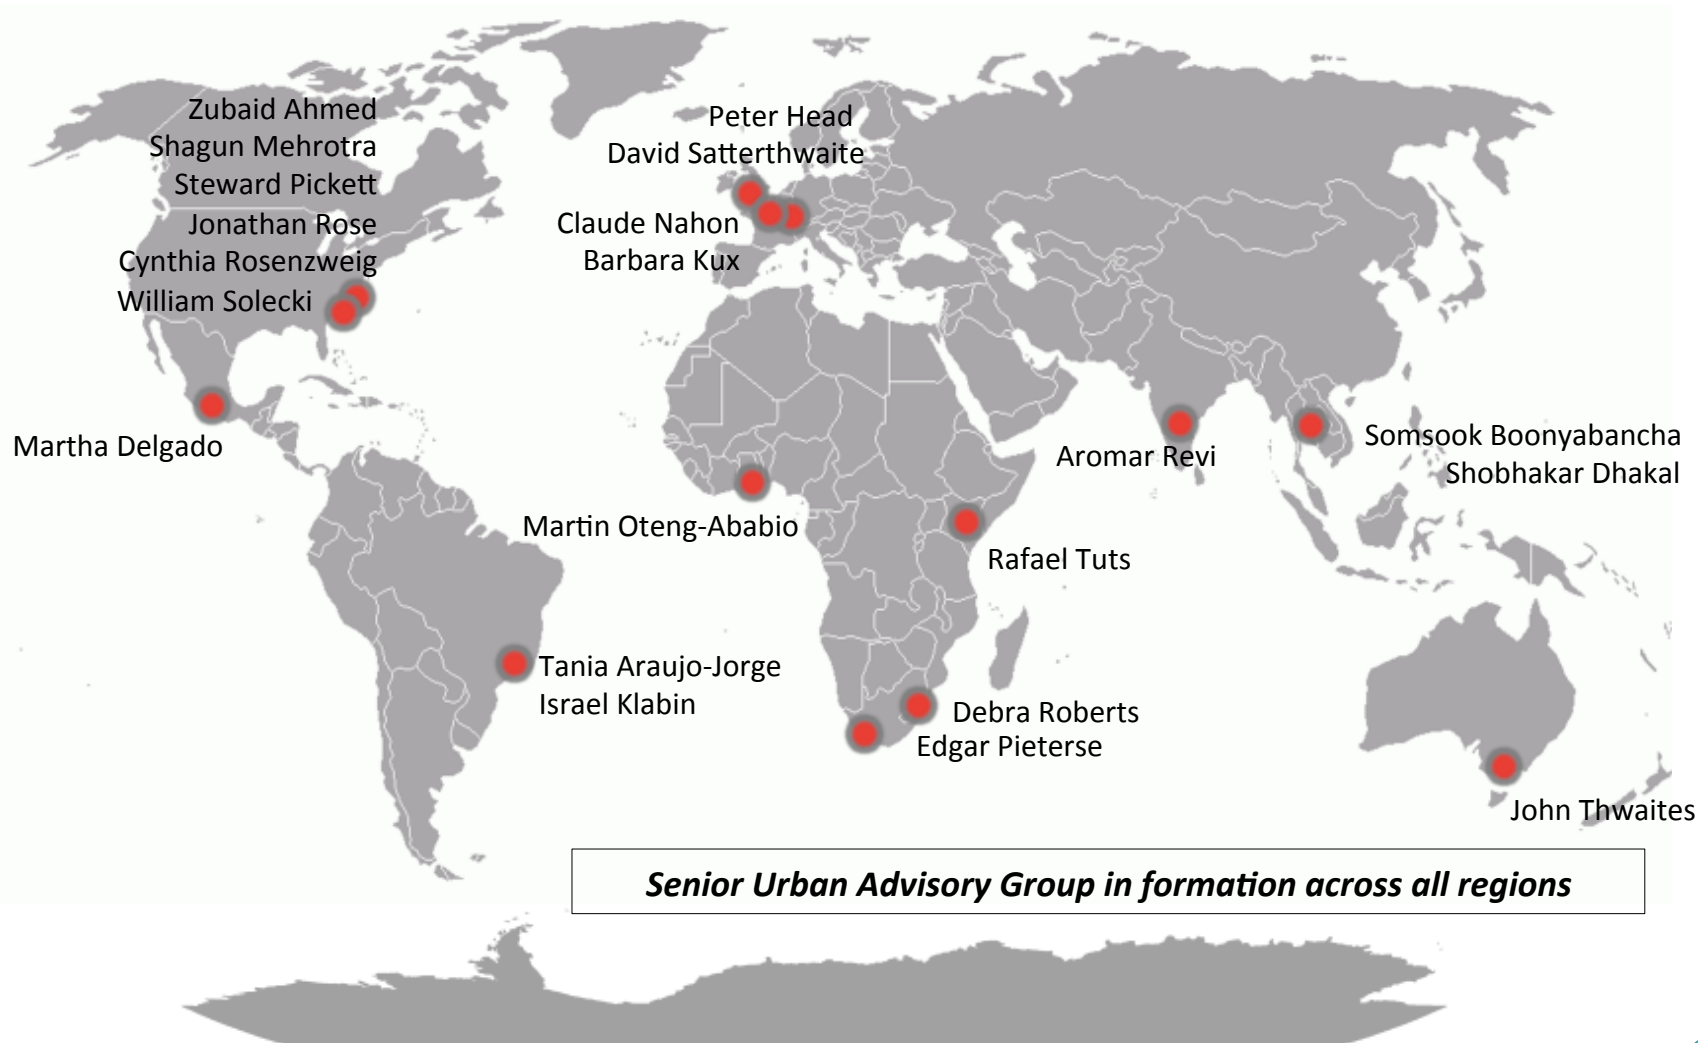 Zubaid Ahmed
Shagun Mehrotra
Steward Pickett
Jonathan Rose
Cynthia Rosenzweig
William Solecki
Peter Head
David Satterthwaite
Claude Nahon
Barbara Kux
Martha Delgado
Martin Oteng-Ababio
Rafael Tuts
Aromar Revi
Somsook Boonyabancha
Shobhakar Dhakal
Tania Araujo-Jorge
Israel Klabin
Debra Roberts
Edgar Pieterse
John Thwaites
Senior Urban Advisory Group in formation across all regions